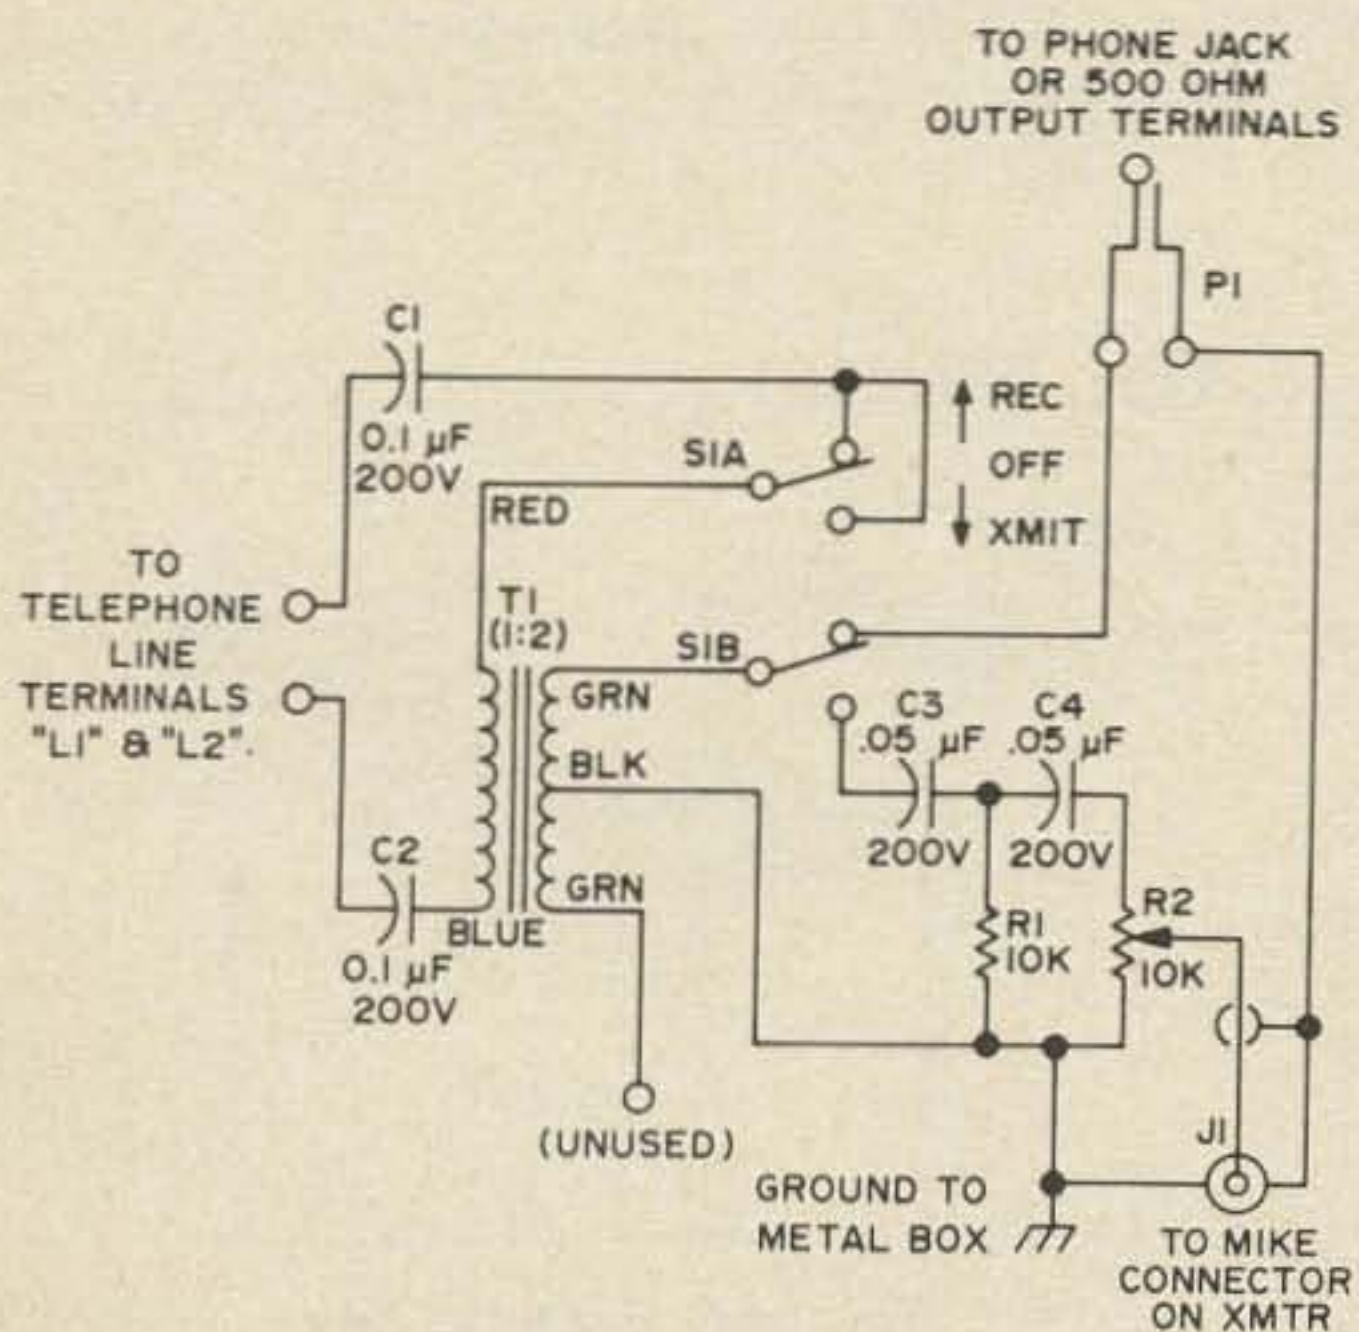 TO PHONE JACK
OR 500 OHM
OUTPUT TERMINALS
P1
C1
0.1 µF
200V
REC
OFF
XMIT
S1A
RED
TO
TELEPHONE
LINE
TERMINALS
"L1" & "L2".
T1
(1:2)
S1B
GRN
BLK
GRN
C3
.05 µF
200V
C4
.05 µF
200V
C2
BLUE
0.1 µF
200V
R1
10K
R2
10K
(UNUSED)
J1
GROUND TO
METAL BOX
TO MIKE
CONNECTOR
ON XMTR